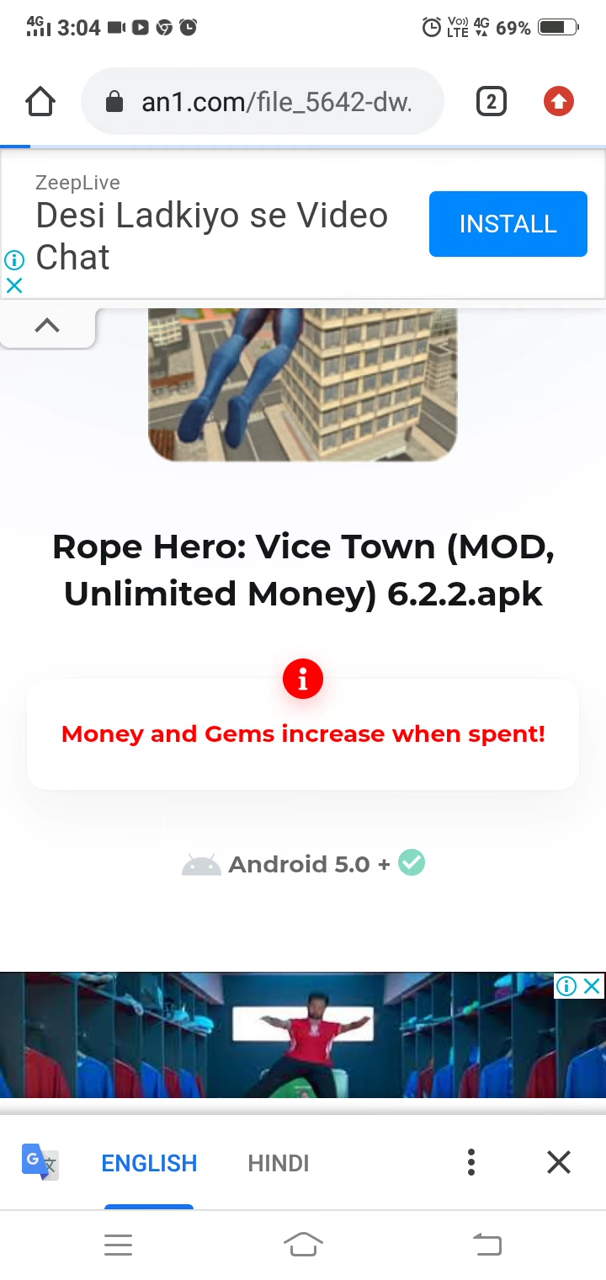 4G 3:04 Vo)) LTE 4G 69%
an1.com/file_5642-dw. 2
ZeepLive
Desi Ladkiyo se Video
Chat
INSTALL
Rope Hero: Vice Town (MOD,
Unlimited Money) 6.2.2.apk
i
Money and Gems increase when spent!
Android 5.0 +
G 文 ENGLISH HINDI